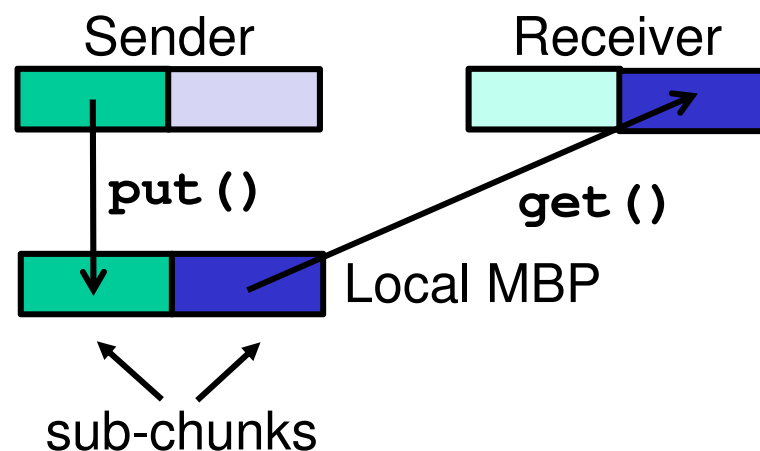 Sender
Receiver
put()
get()
Local MBP
sub-chunks